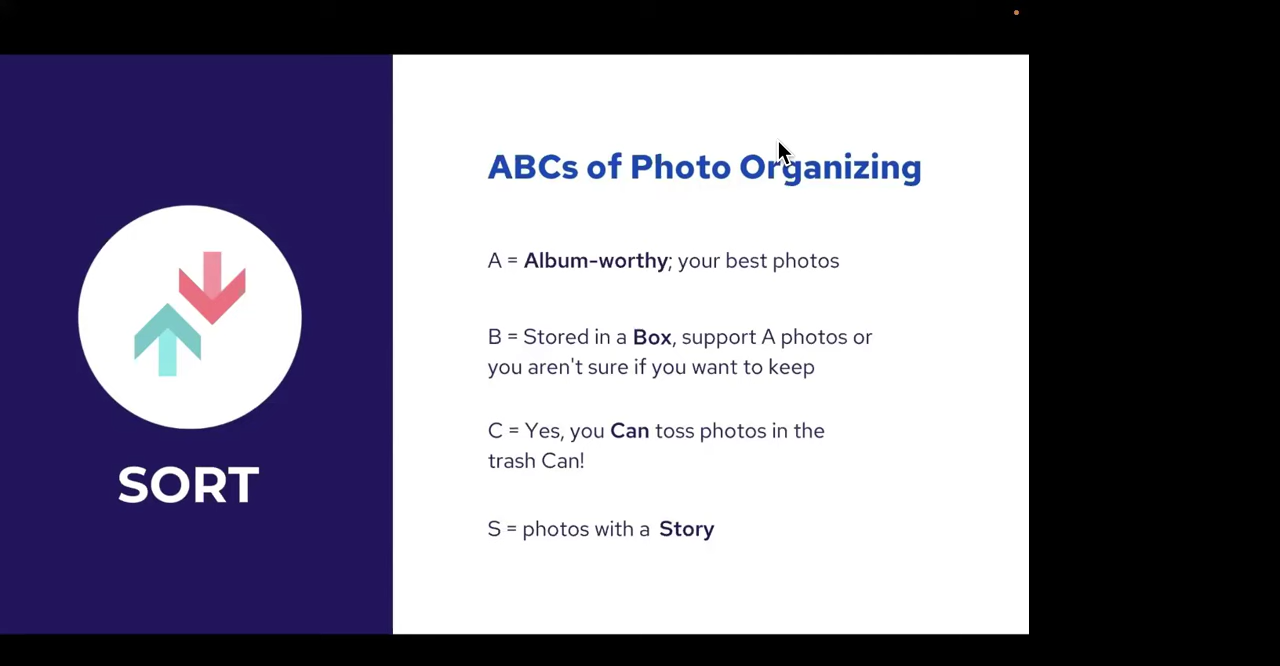 ABCs of Photo Organizing
A = Album-worthy; your best photos
B = Stored in a Box, support A photos or
you aren't sure if you want to keep
C = Yes, you Can toss photos in the
trash Can!
S = photos with a Story
SORT